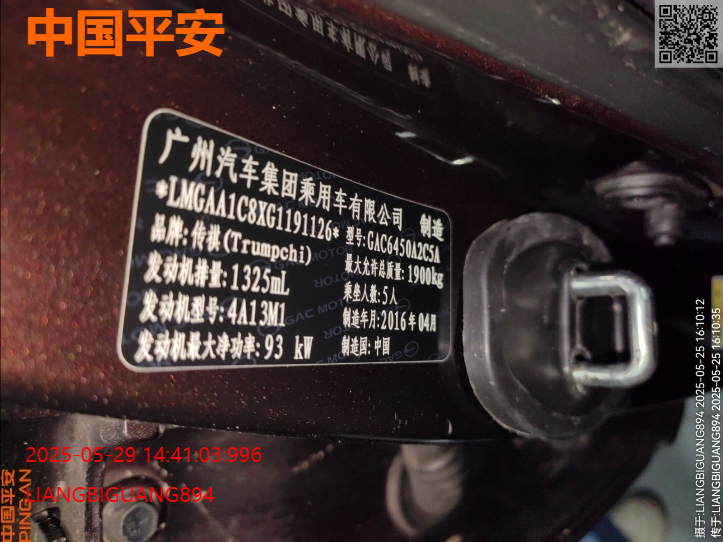 中国平安
广州汽车集团乘用车有限公司 制造
*LMGAA1C8XG1191126*
品牌:传祺(Trumpchi)
型号:GAC6450A2C5A
发动机排量:1325mL
最大允许总质量:1900kg
发动机型号:4A13M1
乘坐人数:5人
制造年月:2016年04月
发动机最大净功率:93 kW
制造国:中国
2025-05-29 14:41:03:996
LIANGBIGUANG894
中国平安
PING AN
摄于:LIANGBIGUANG894 2025-05-25 16:10:12
传于:LIANGBIGUANG894 2025-05-25 16:10:35